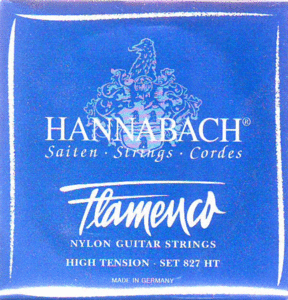 HANNABACH®
Saiten · Strings · Cordes
Flamenco
NYLON GUITAR STRINGS
HIGH TENSION - SET 827 HT
MADE IN GERMANY